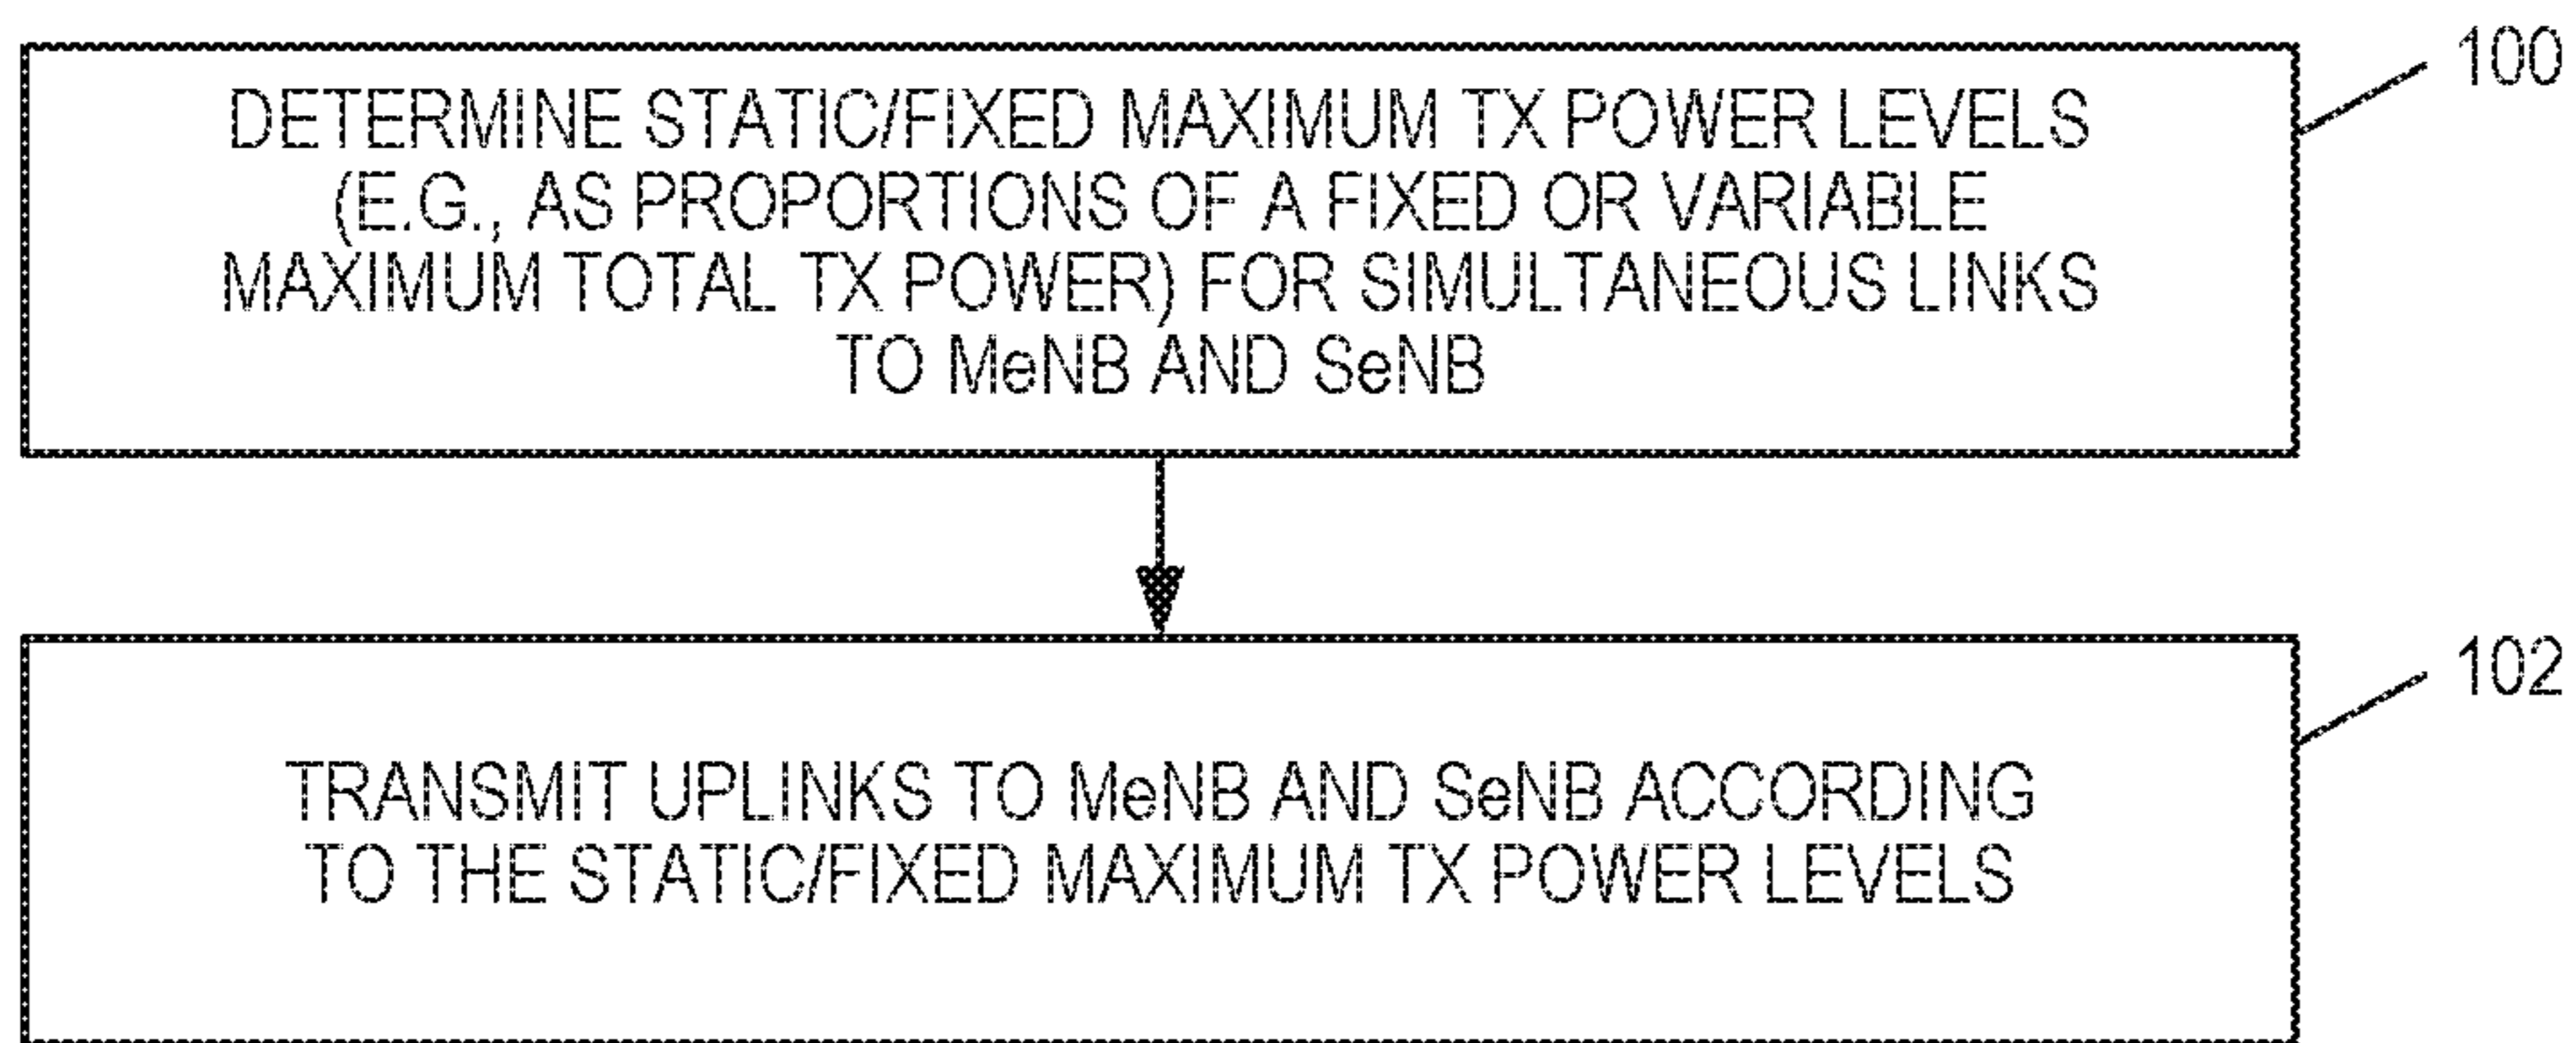 DETERMINE STATIC/FIXED MAXIMUM TX POWER LEVELS
(E.G., AS PROPORTIONS OF A FIXED OR VARIABLE
MAXIMUM TOTAL TX POWER) FOR SIMULTANEOUS LINKS
TO MeNB AND SeNB
100
TRANSMIT UPLINKS TO MeNB AND SeNB ACCORDING
TO THE STATIC/FIXED MAXIMUM TX POWER LEVELS
102